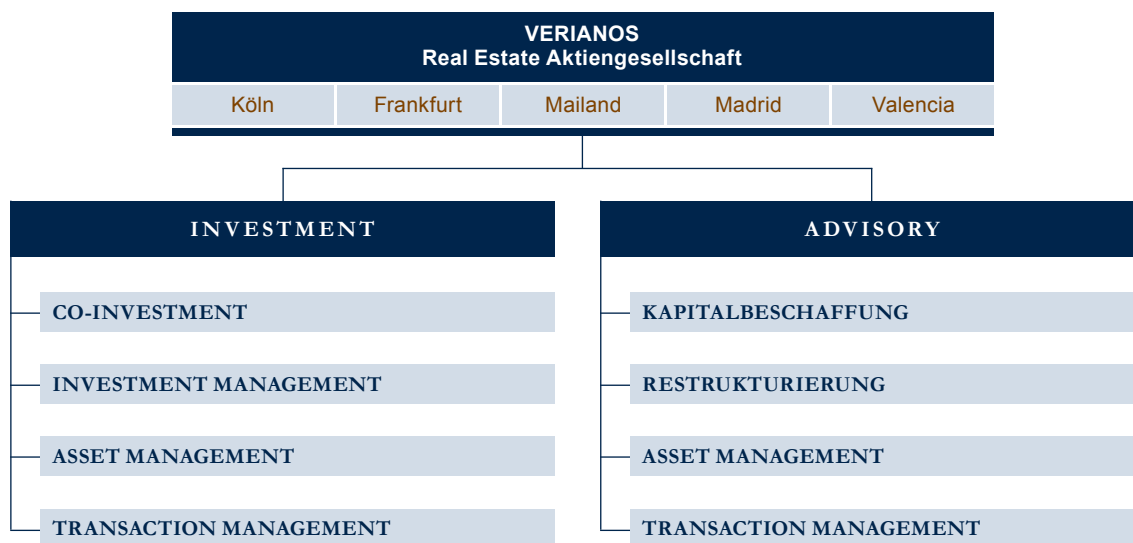 VERIANOS
Real Estate Aktiengesellschaft
Köln Frankfurt Mailand Madrid Valencia
INVESTMENT
CO-INVESTMENT
INVESTMENT MANAGEMENT
ASSET MANAGEMENT
TRANSACTION MANAGEMENT
ADVISORY
KAPITALBESCHAFFUNG
RESTRUKTURIERUNG
ASSET MANAGEMENT
TRANSACTION MANAGEMENT